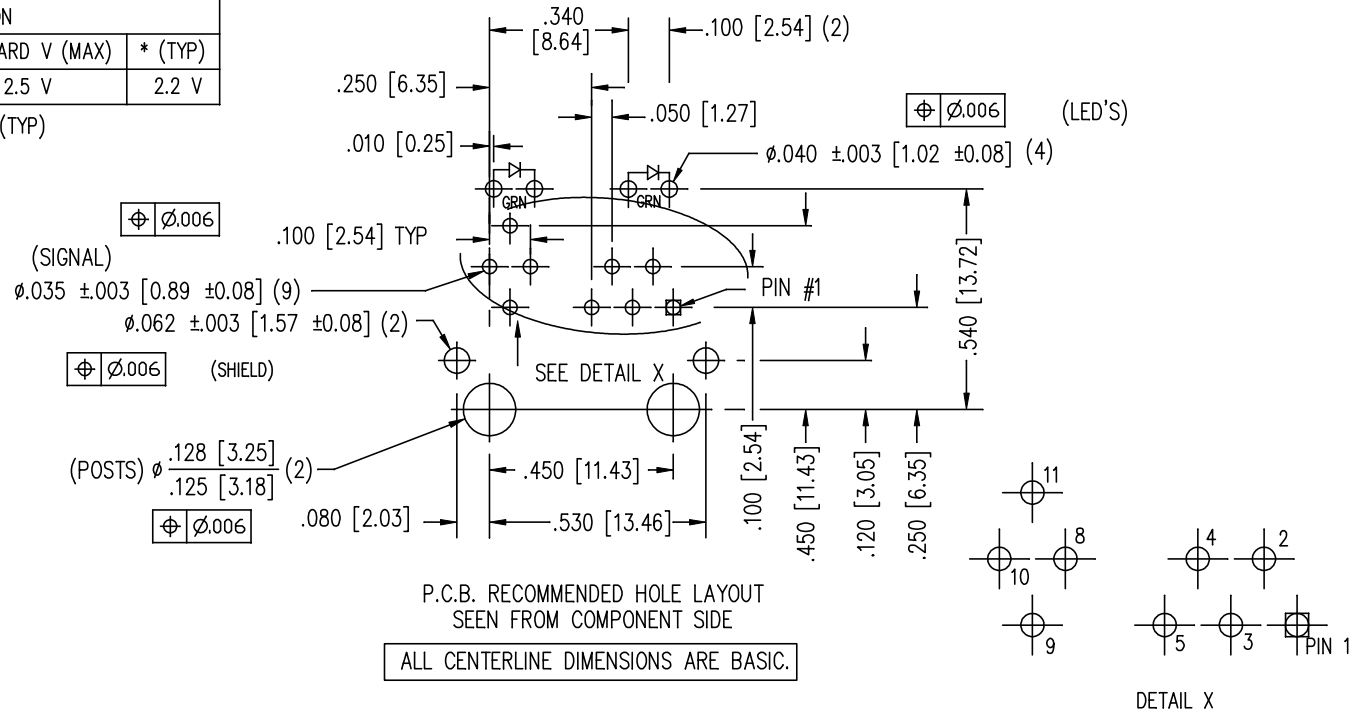 ON
ARD V (MAX) * (TYP)
2.5 V 2.2 V
(TYP)
.340
[8.64]
.100 [2.54] (2)
.250 [6.35]
.050 [1.27]
⌖ Ø.006 (LED'S)
.010 [0.25]
Ø.040 ±.003 [1.02 ±0.08] (4)
GRN GRN
⌖ Ø.006
(SIGNAL)
.100 [2.54] TYP
Ø.035 ±.003 [0.89 ±0.08] (9)
PIN #1
Ø.062 ±.003 [1.57 ±0.08] (2)
⌖ Ø.006 (SHIELD)
SEE DETAIL X
.540 [13.72]
(POSTS) Ø .128 [3.25] (2)
.125 [3.18]
⌖ Ø.006
.450 [11.43]
.080 [2.03]
.530 [13.46]
.100 [2.54]
.450 [11.43]
.120 [3.05]
.250 [6.35]
P.C.B. RECOMMENDED HOLE LAYOUT
SEEN FROM COMPONENT SIDE
ALL CENTERLINE DIMENSIONS ARE BASIC.
11
8 4 2
10
9 5 3 PIN 1
DETAIL X